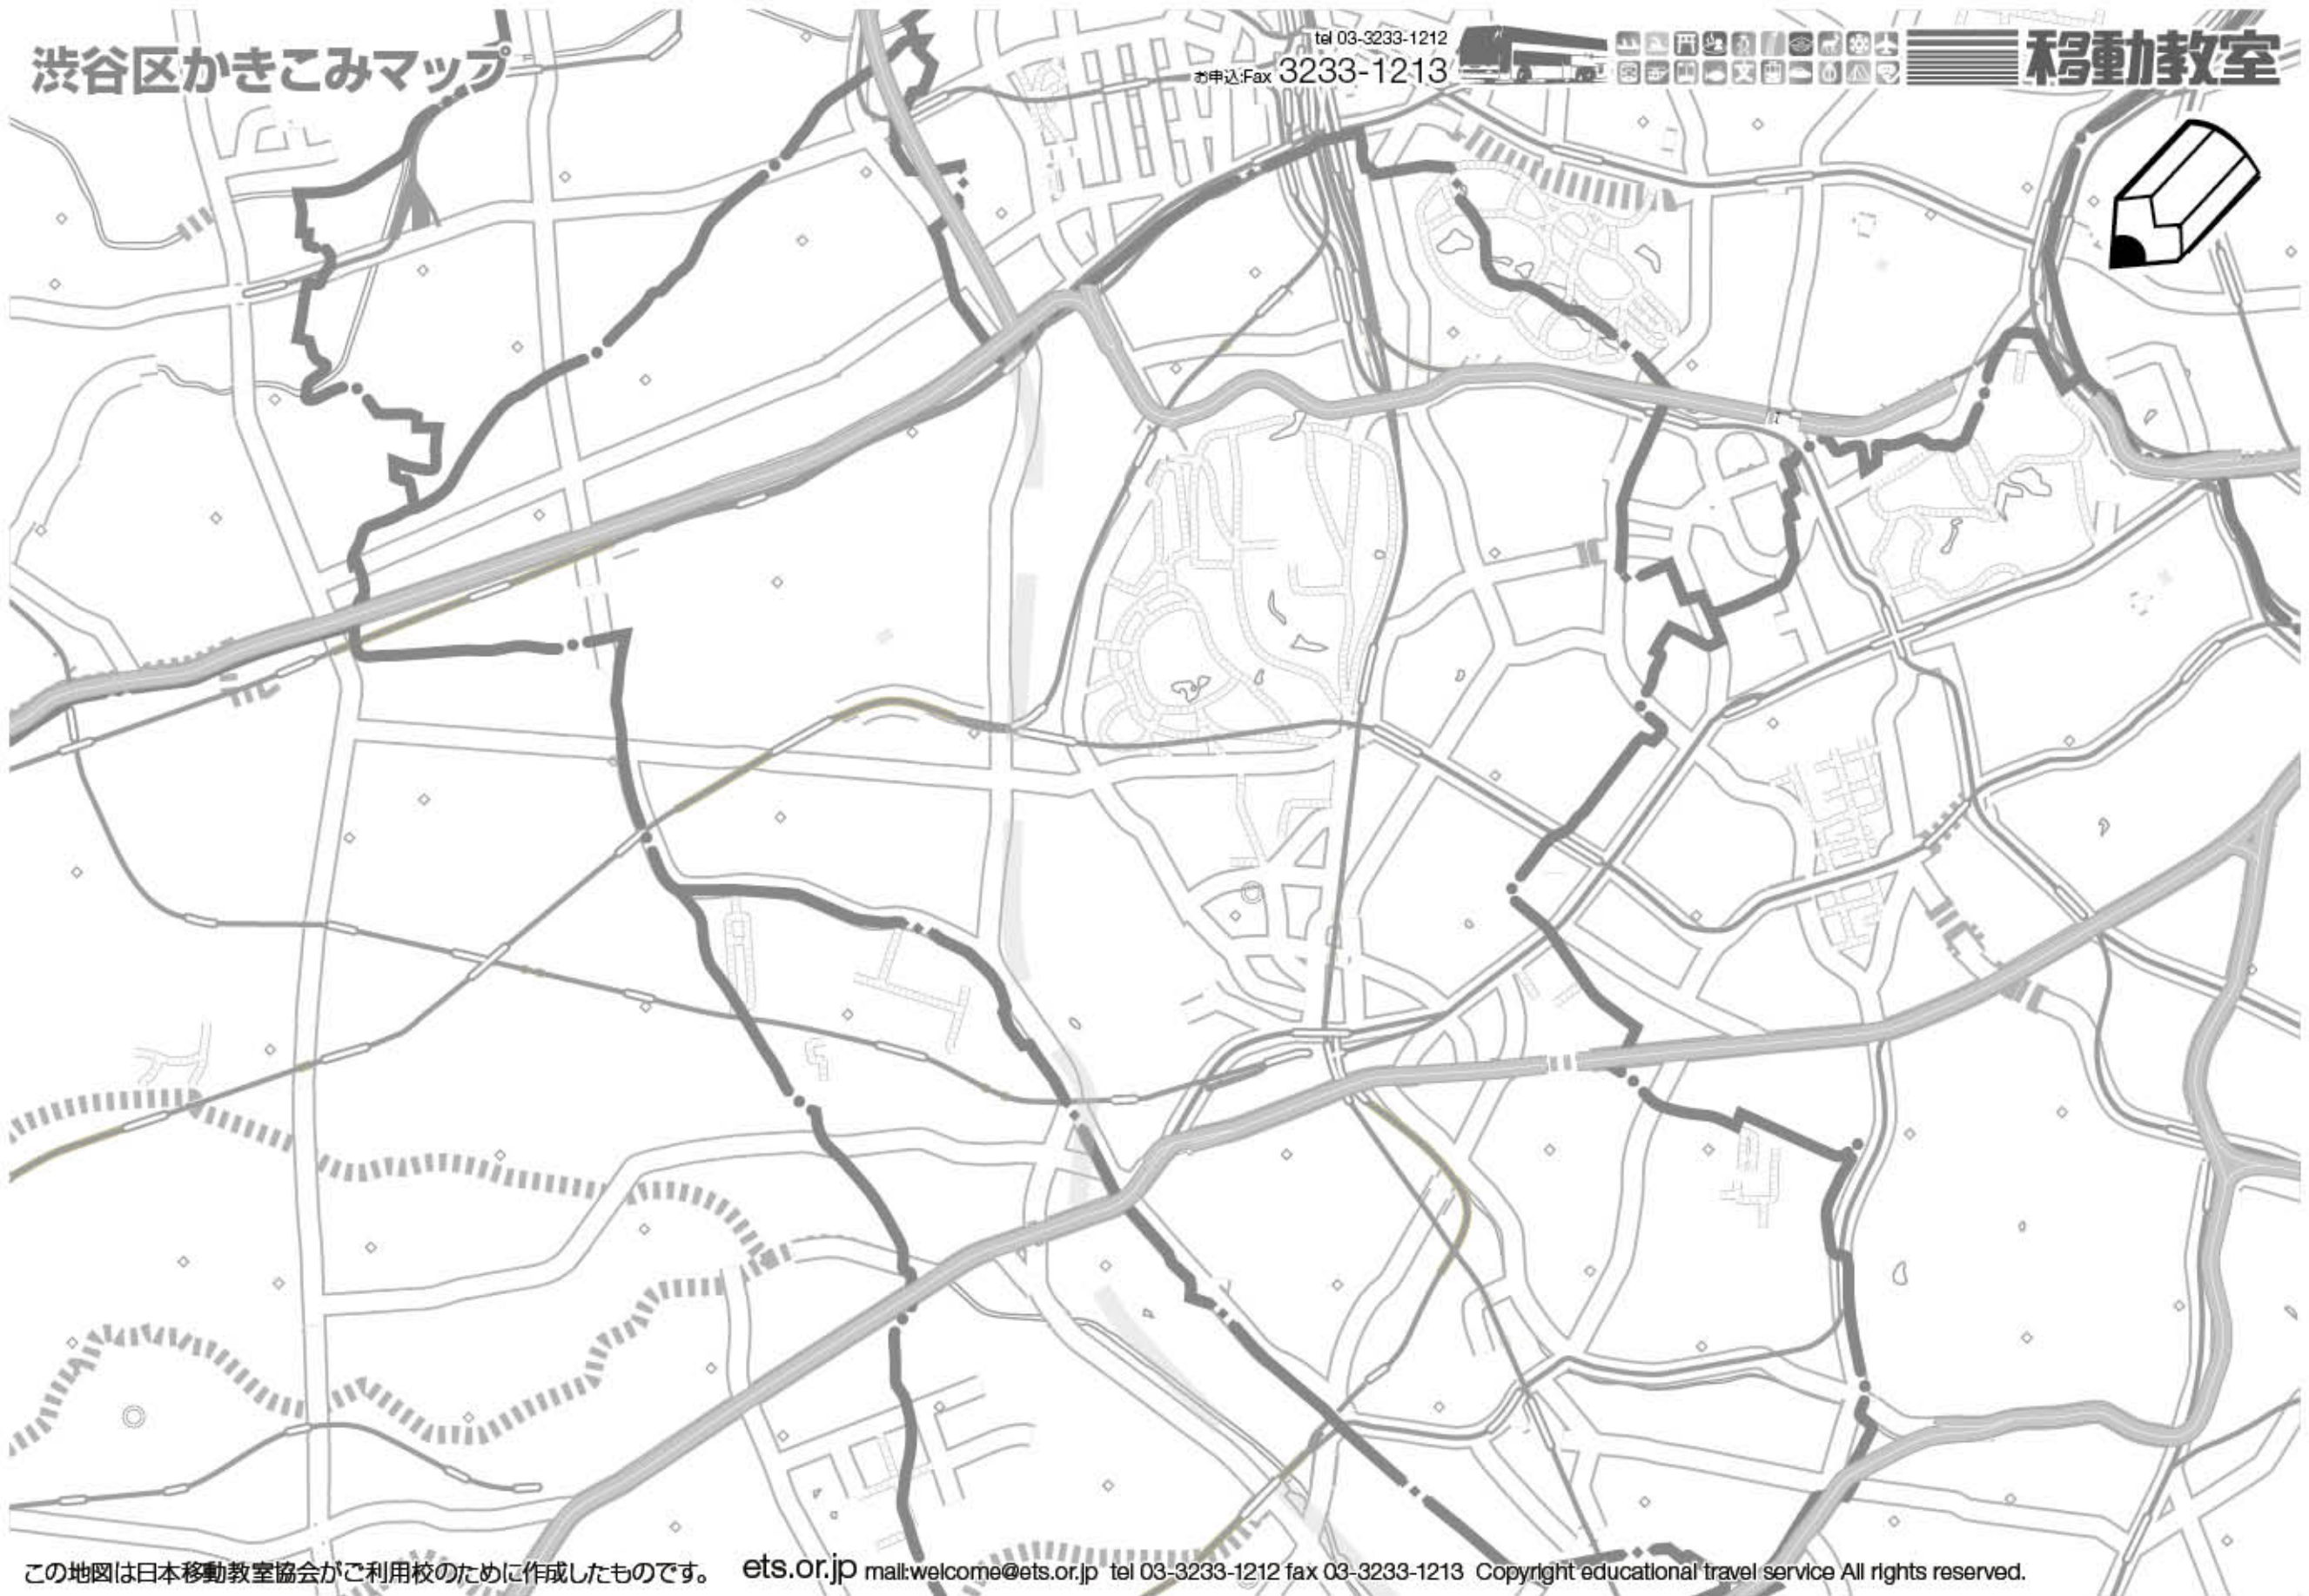 渋谷区かきこみマップ
tel 03-3233-1212
お申込:Fax 3233-1213
移動教室
この地図は日本移動教室協会がご利用校のために作成したものです。 ets.or.jp mail:welcome@ets.or.jp tel 03-3233-1212 fax 03-3233-1213 Copyright educational travel service All rights reserved.